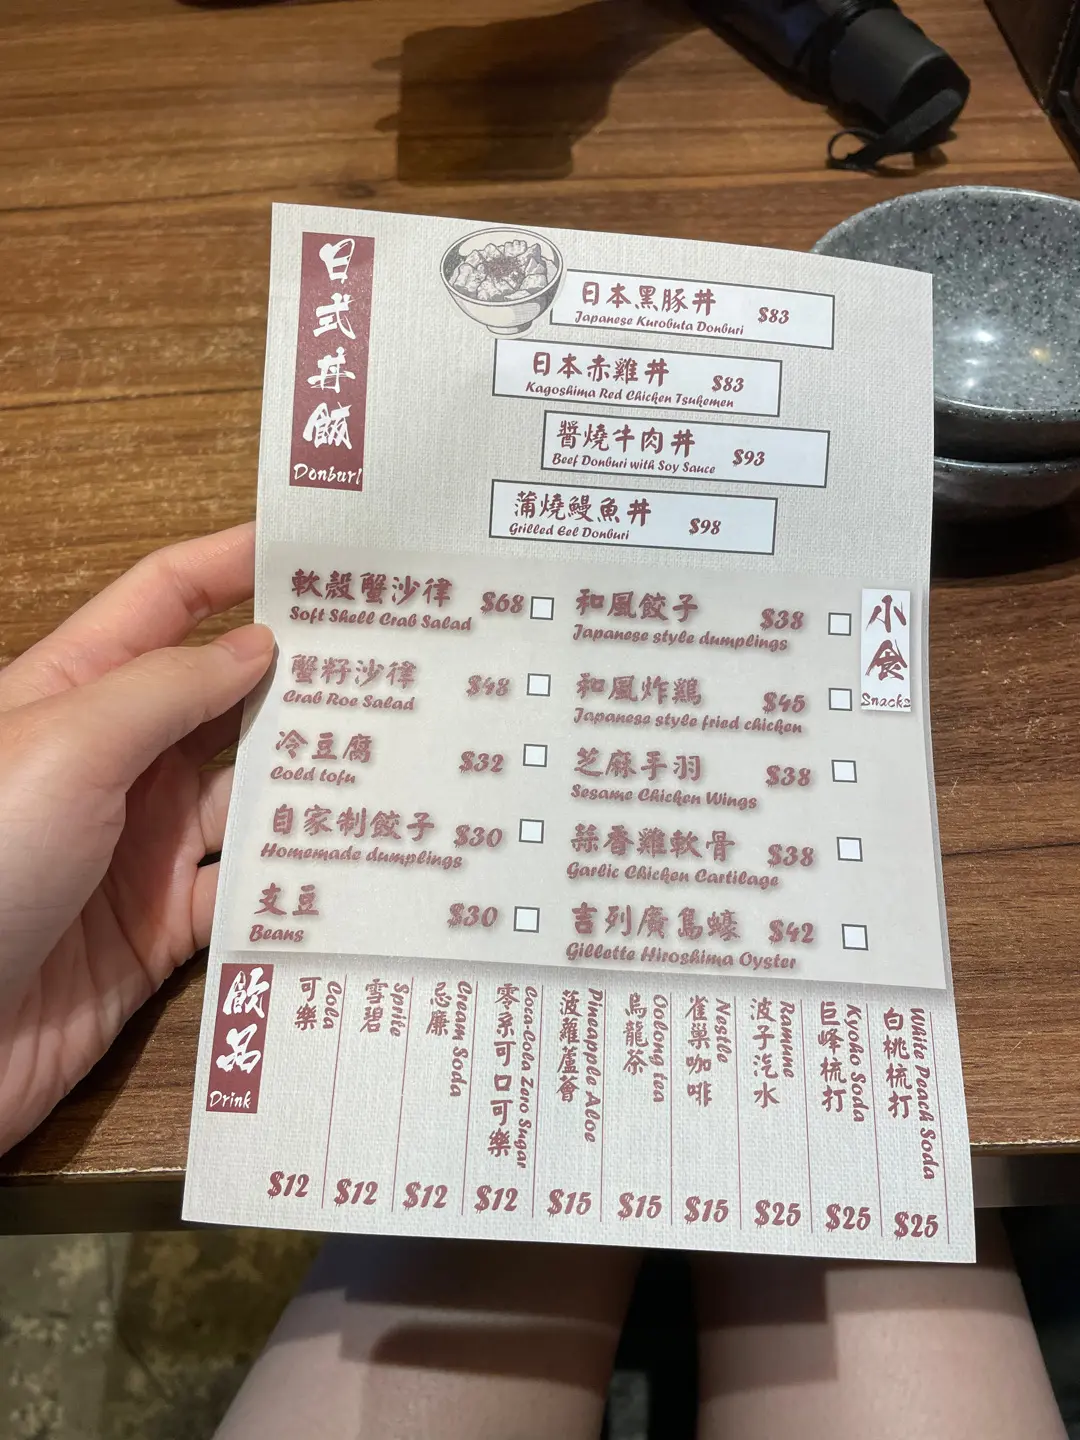 日式丼飯
Donburi
日本黑豚丼 $83
Japanese Kurobuta Donburi
日本赤雞丼 $83
Kagoshima Red Chicken Tsukemen
醬燒牛肉丼 $93
Beef Donburi with Soy Sauce
蒲燒鰻魚丼 $98
Grilled Eel Donburi
小食
Snacks
軟殼蟹沙律 $68
Soft Shell Crab Salad
蟹籽沙律 $48
Crab Roe Salad
冷豆腐 $32
Cold tofu
自家制餃子 $30
Homemade dumplings
支豆 $30
Beans
和風餃子 $38
Japanese style dumplings
和風炸鷄 $45
Japanese style fried chicken
芝麻手羽 $38
Sesame Chicken Wings
蒜香雞軟骨 $38
Garlic Chicken Cartilage
吉列廣島蠔 $42
Gillette Hiroshima Oyster
飲品
Drink
可樂
Cola
$12
雪碧
Sprite
$12
忌廉
Cream Soda
$12
零系可口可樂
Coca-Cola Zero Sugar
$12
菠蘿蘆薈
Pineapple Aloe
$15
烏龍茶
Oolong tea
$15
雀巢咖啡
Nestle
$15
波子汽水
Ramune
$25
巨峰梳打
Kyoho Soda
$25
白桃梳打
White Peach Soda
$25